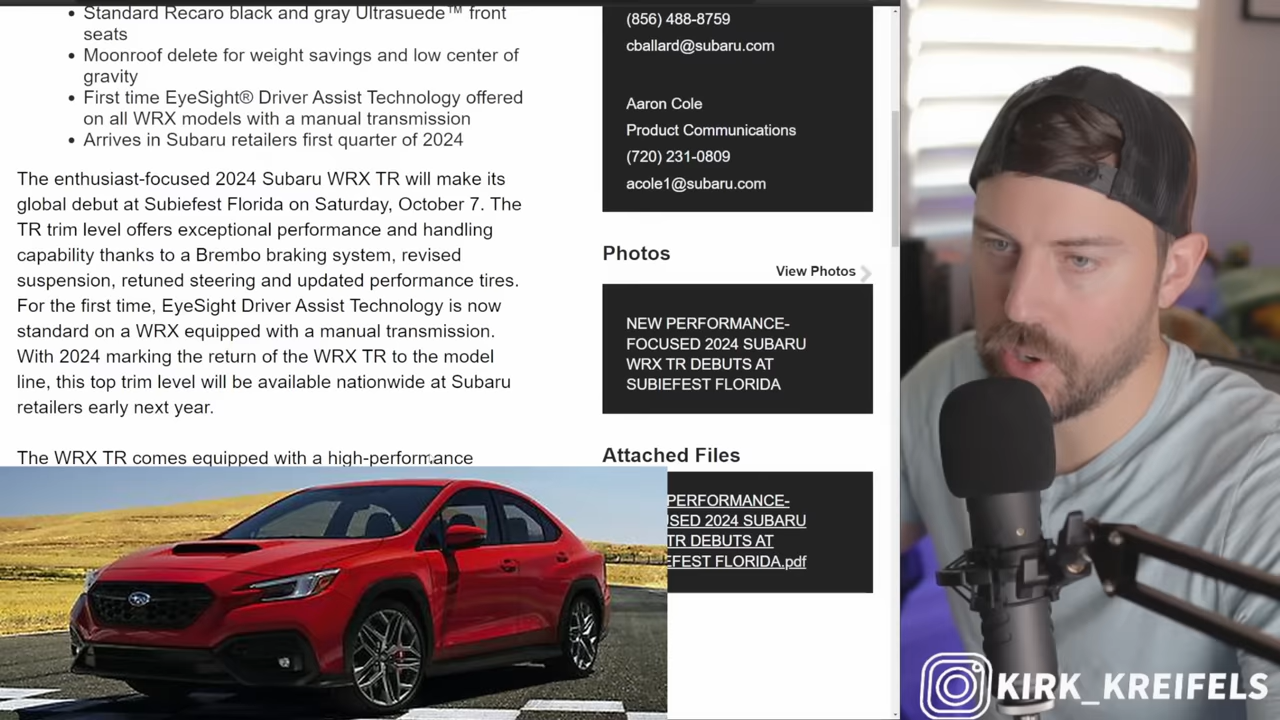 Standard Recaro black and gray Ultrasuede™ front
seats
Moonroof delete for weight savings and low center of
gravity
First time EyeSight® Driver Assist Technology offered
on all WRX models with a manual transmission
Arrives in Subaru retailers first quarter of 2024
The enthusiast-focused 2024 Subaru WRX TR will make its
global debut at Subiefest Florida on Saturday, October 7. The
TR trim level offers exceptional performance and handling
capability thanks to a Brembo braking system, revised
suspension, retuned steering and updated performance tires.
For the first time, EyeSight Driver Assist Technology is now
standard on a WRX equipped with a manual transmission.
With 2024 marking the return of the WRX TR to the model
line, this top trim level will be available nationwide at Subaru
retailers early next year.
The WRX TR comes equipped with a high-performance
(856) 488-8759
cballard@subaru.com
Aaron Cole
Product Communications
(720) 231-0809
acole1@subaru.com
Photos
View Photos
NEW PERFORMANCE-
FOCUSED 2024 SUBARU
WRX TR DEBUTS AT
SUBIEFEST FLORIDA
Attached Files
PERFORMANCE-
USED 2024 SUBARU
TR DEBUTS AT
EFEST FLORIDA.pdf
KIRK_KREIFELS